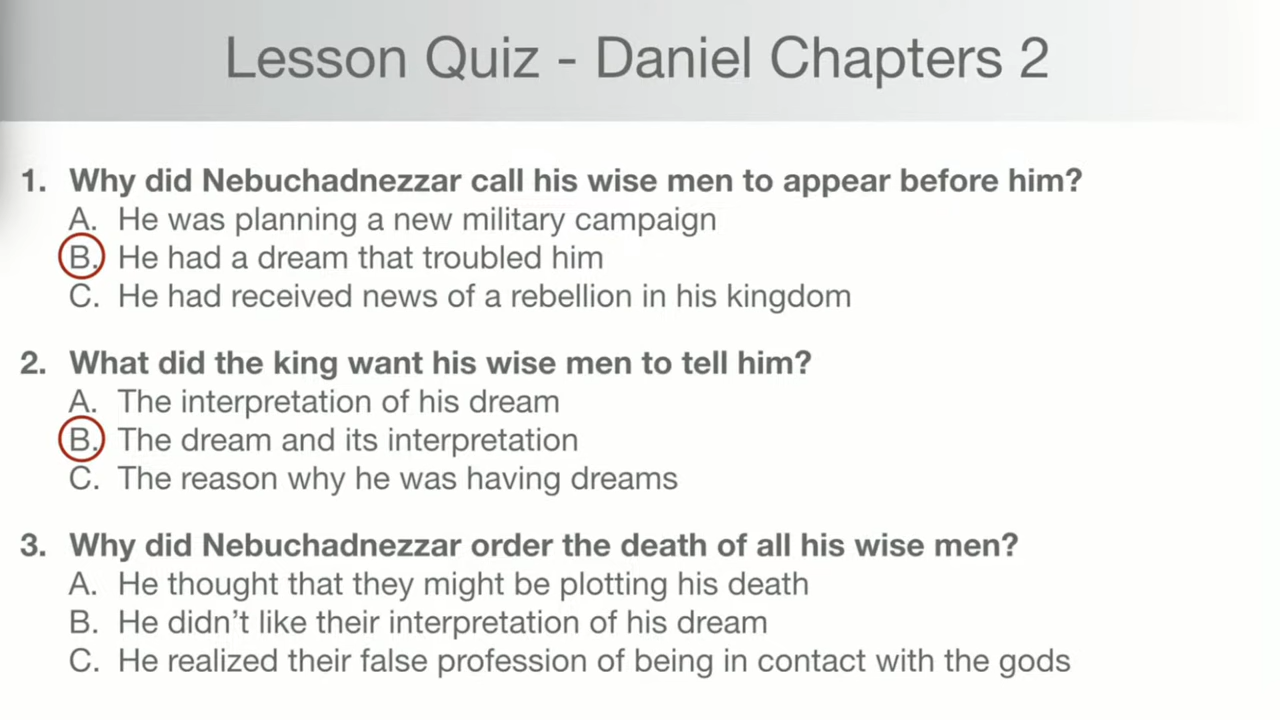 Lesson Quiz - Daniel Chapters 2
1. Why did Nebuchadnezzar call his wise men to appear before him?
A. He was planning a new military campaign
B. He had a dream that troubled him
C. He had received news of a rebellion in his kingdom
2. What did the king want his wise men to tell him?
A. The interpretation of his dream
B. The dream and its interpretation
C. The reason why he was having dreams
3. Why did Nebuchadnezzar order the death of all his wise men?
A. He thought that they might be plotting his death
B. He didn’t like their interpretation of his dream
C. He realized their false profession of being in contact with the gods